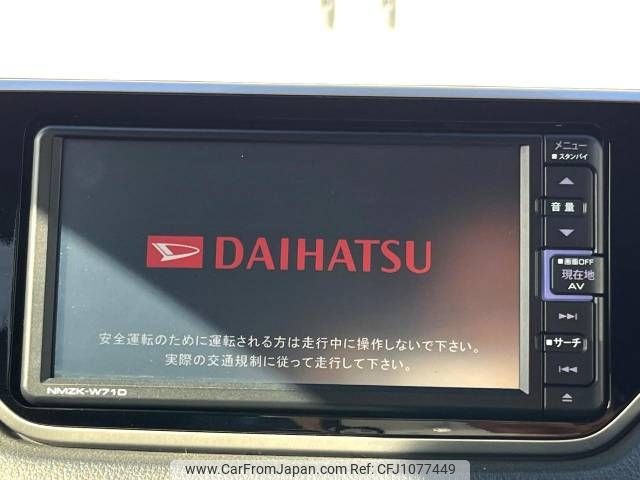 メニュー
■スタンバイ
音量
■画面OFF
現在地
AV
■サーチ
DAIHATSU
安全運転のために運転される方は走行中に操作しないで下さい。
実際の交通規制に従って走行して下さい。
NMZK-W71D
www.CarFromJapan.com | Ref. CFJ1077449